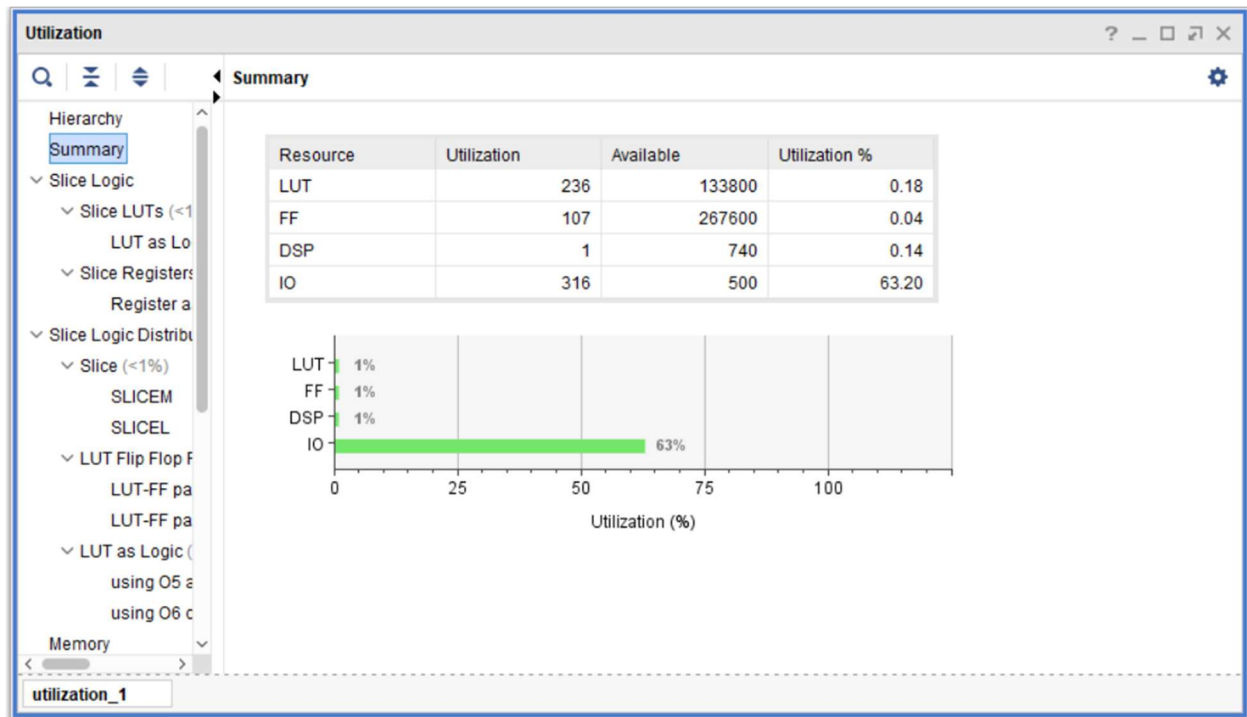 Utilization
Summary
Hierarchy
Summary
Slice Logic
Slice LUTs (<1
LUT as Lo
Slice Registers
Register a
Slice Logic Distribu
Slice (<1%)
SLICEM
SLICEL
LUT Flip Flop P
LUT-FF pa
LUT-FF pa
LUT as Logic (
using O5 a
using O6 o
Memory
utilization_1
Resource Utilization Available Utilization %
LUT 236 133800 0.18
FF 107 267600 0.04
DSP 1 740 0.14
IO 316 500 63.20
LUT 1%
FF 1%
DSP 1%
IO 63%
0 25 50 75 100
Utilization (%)